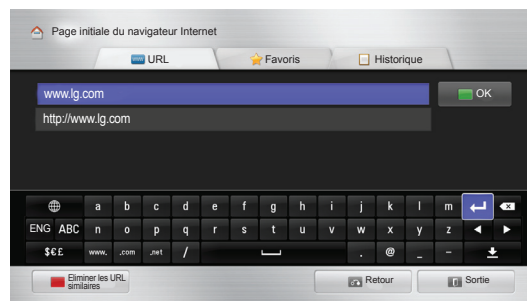 Page initiale du navigateur Internet
URL Favoris Historique
www.lg.com OK
http://www.lg.com
a b c d e f g h i j k l m
ENG ABC n o p q r s t u v w x y z
$€£ www. .com .net / . @ _ -
Eliminer les URL
similaires
Retour Sortie